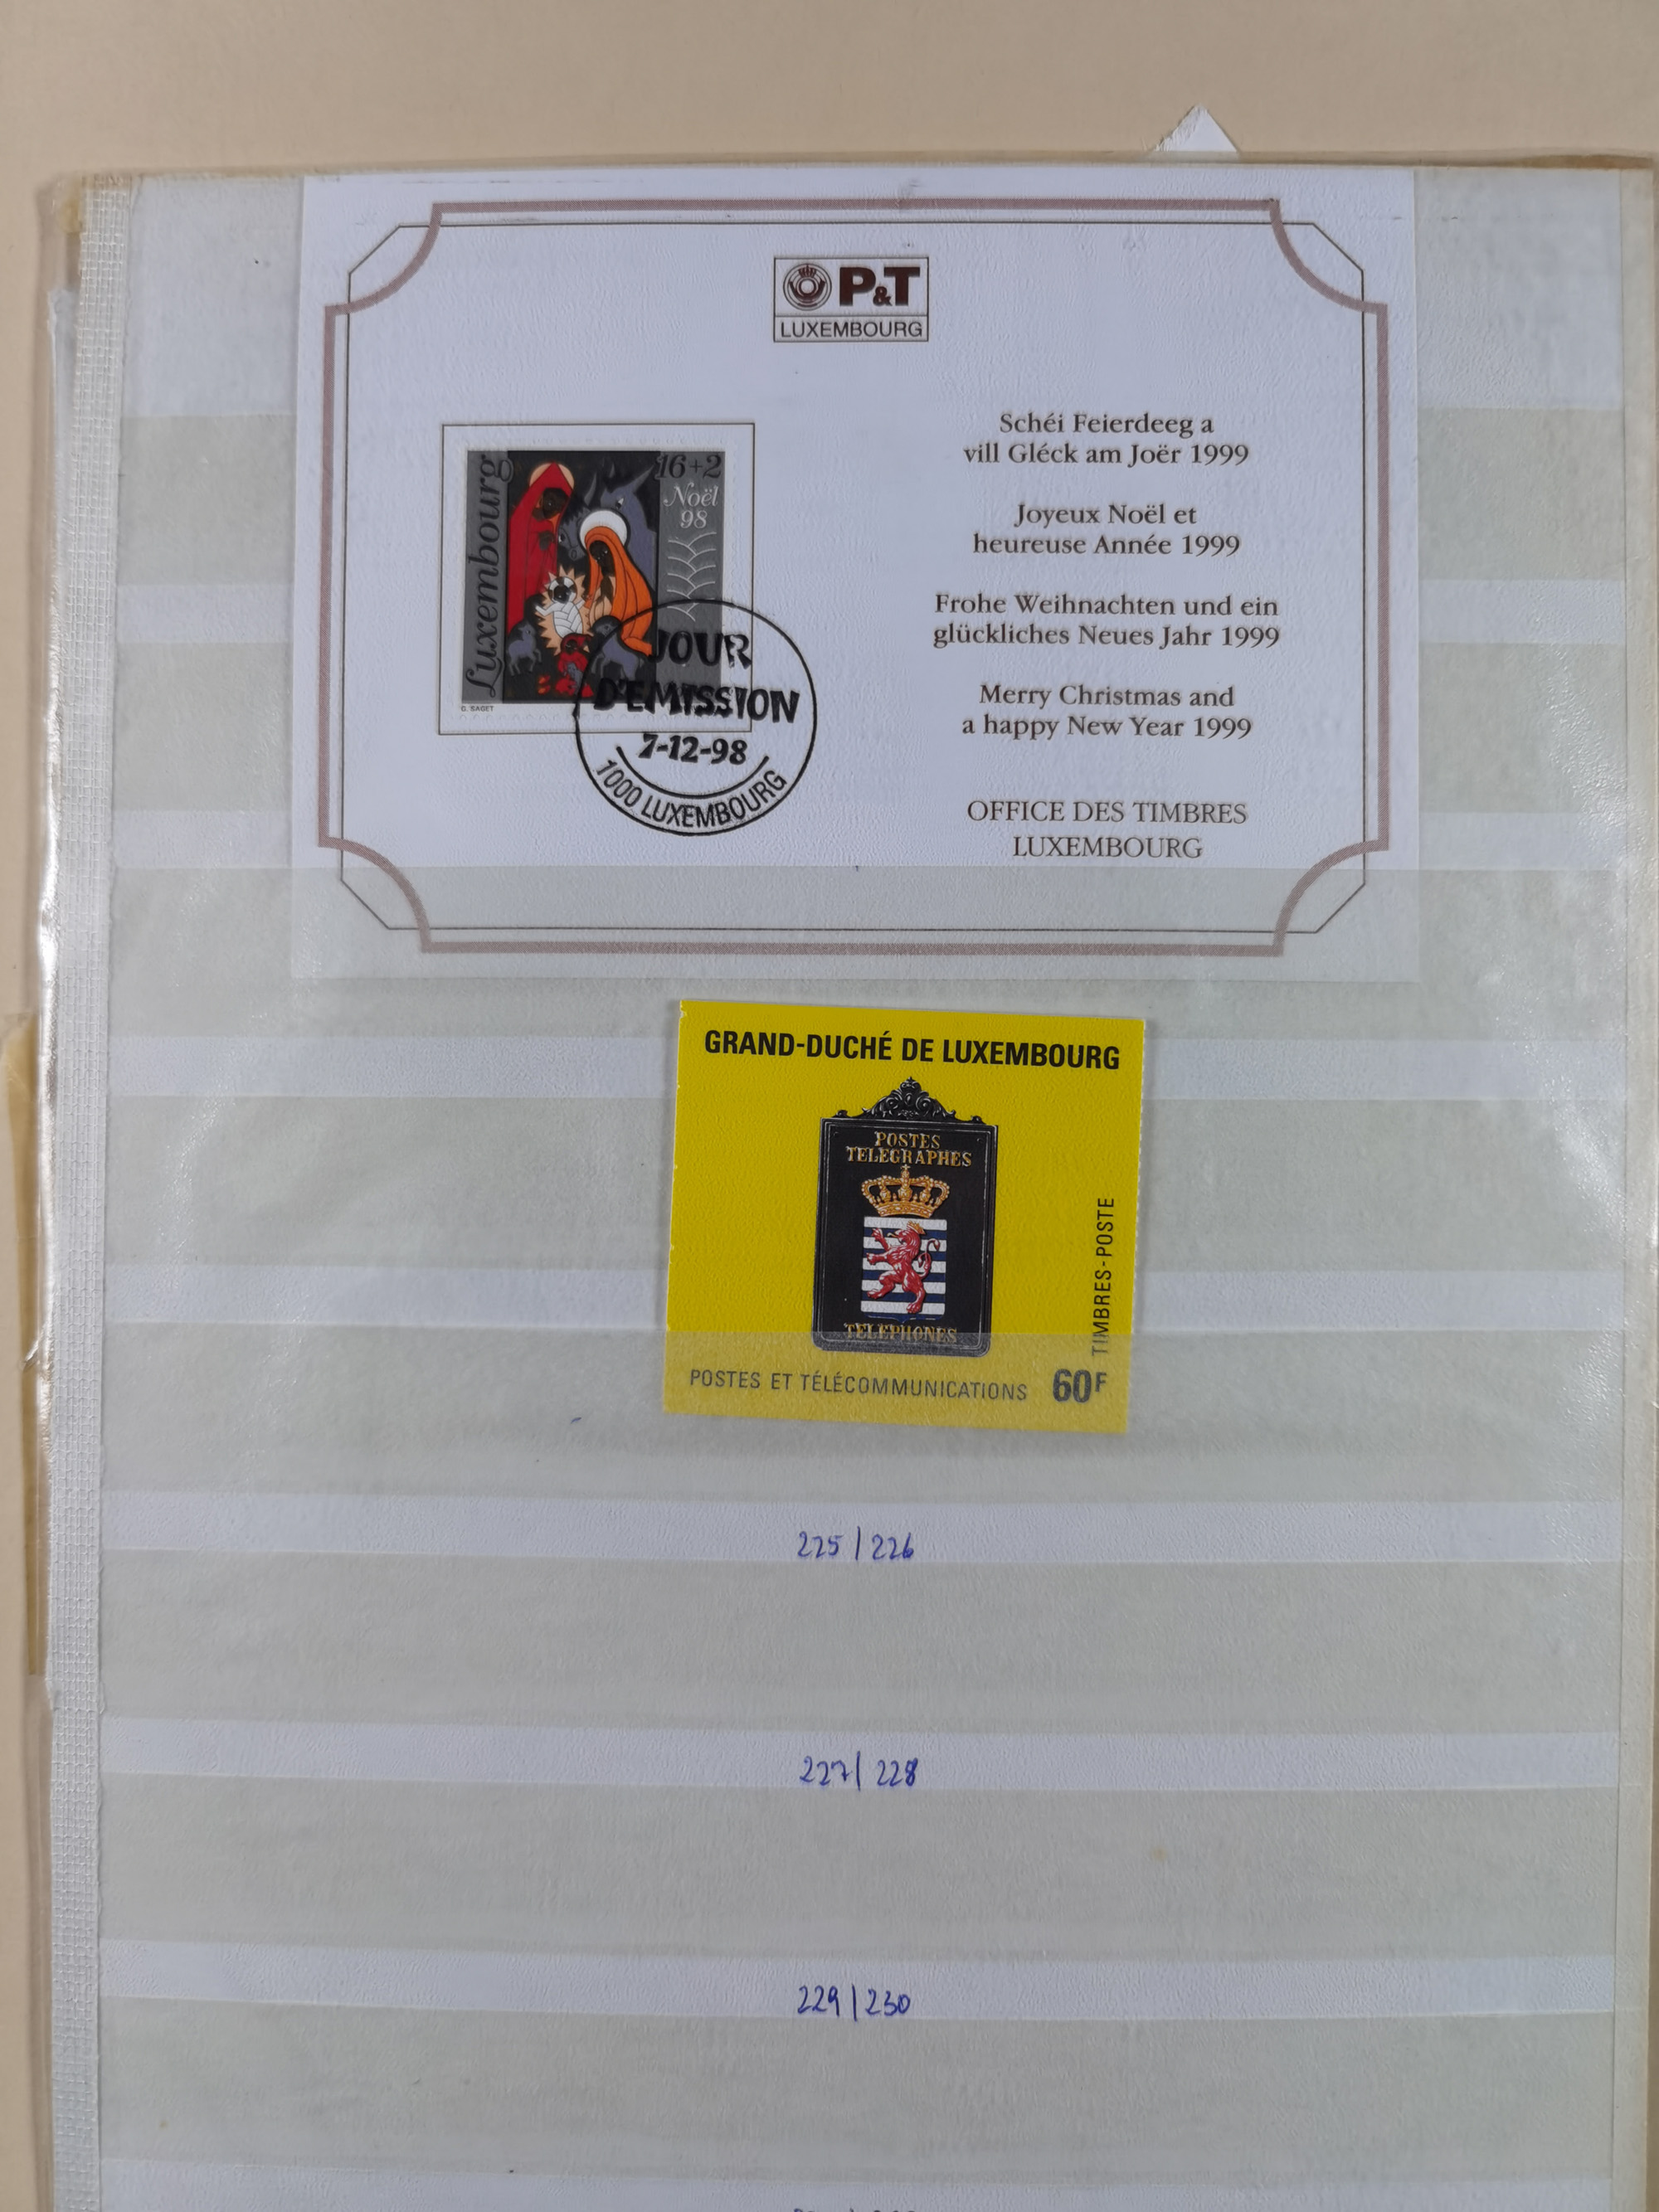 P&T
LUXEMBOURG
Luxembourg
16+2
Noël
98
G. SAGET
JOUR
D'EMISSION
7-12-98
1000 LUXEMBOURG
Schéi Feierdeeg a
vill Gléck am Joër 1999
Joyeux Noël et
heureuse Année 1999
Frohe Weihnachten und ein
glückliches Neues Jahr 1999
Merry Christmas and
a happy New Year 1999
OFFICE DES TIMBRES
LUXEMBOURG
GRAND-DUCHÉ DE LUXEMBOURG
POSTES
TELEGRAPHES
TELEPHONES
TIMBRES-POSTE
POSTES ET TÉLÉCOMMUNICATIONS 60F
225/226
227/228
229/230